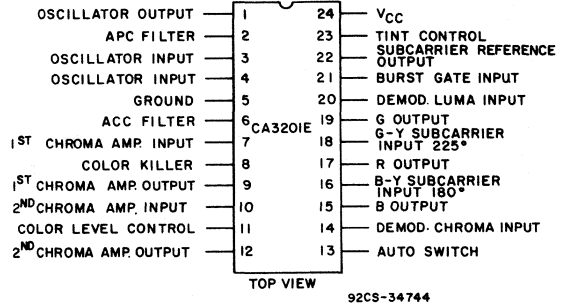 OSCILLATOR OUTPUT 1 24 VCC
APC FILTER 2 23 TINT CONTROL
OSCILLATOR INPUT 3 22 SUBCARRIER REFERENCE OUTPUT
OSCILLATOR INPUT 4 21 BURST GATE INPUT
GROUND 5 20 DEMOD. LUMA INPUT
ACC FILTER 6 CA3201E 19 G OUTPUT
1ST CHROMA AMP. INPUT 7 18 G-Y SUBCARRIER INPUT 225°
COLOR KILLER 8 17 R OUTPUT
1ST CHROMA AMP. OUTPUT 9 16 B-Y SUBCARRIER INPUT 180°
2ND CHROMA AMP. INPUT 10 15 B OUTPUT
COLOR LEVEL CONTROL 11 14 DEMOD. CHROMA INPUT
2ND CHROMA AMP. OUTPUT 12 13 AUTO SWITCH
TOP VIEW
92CS-34744